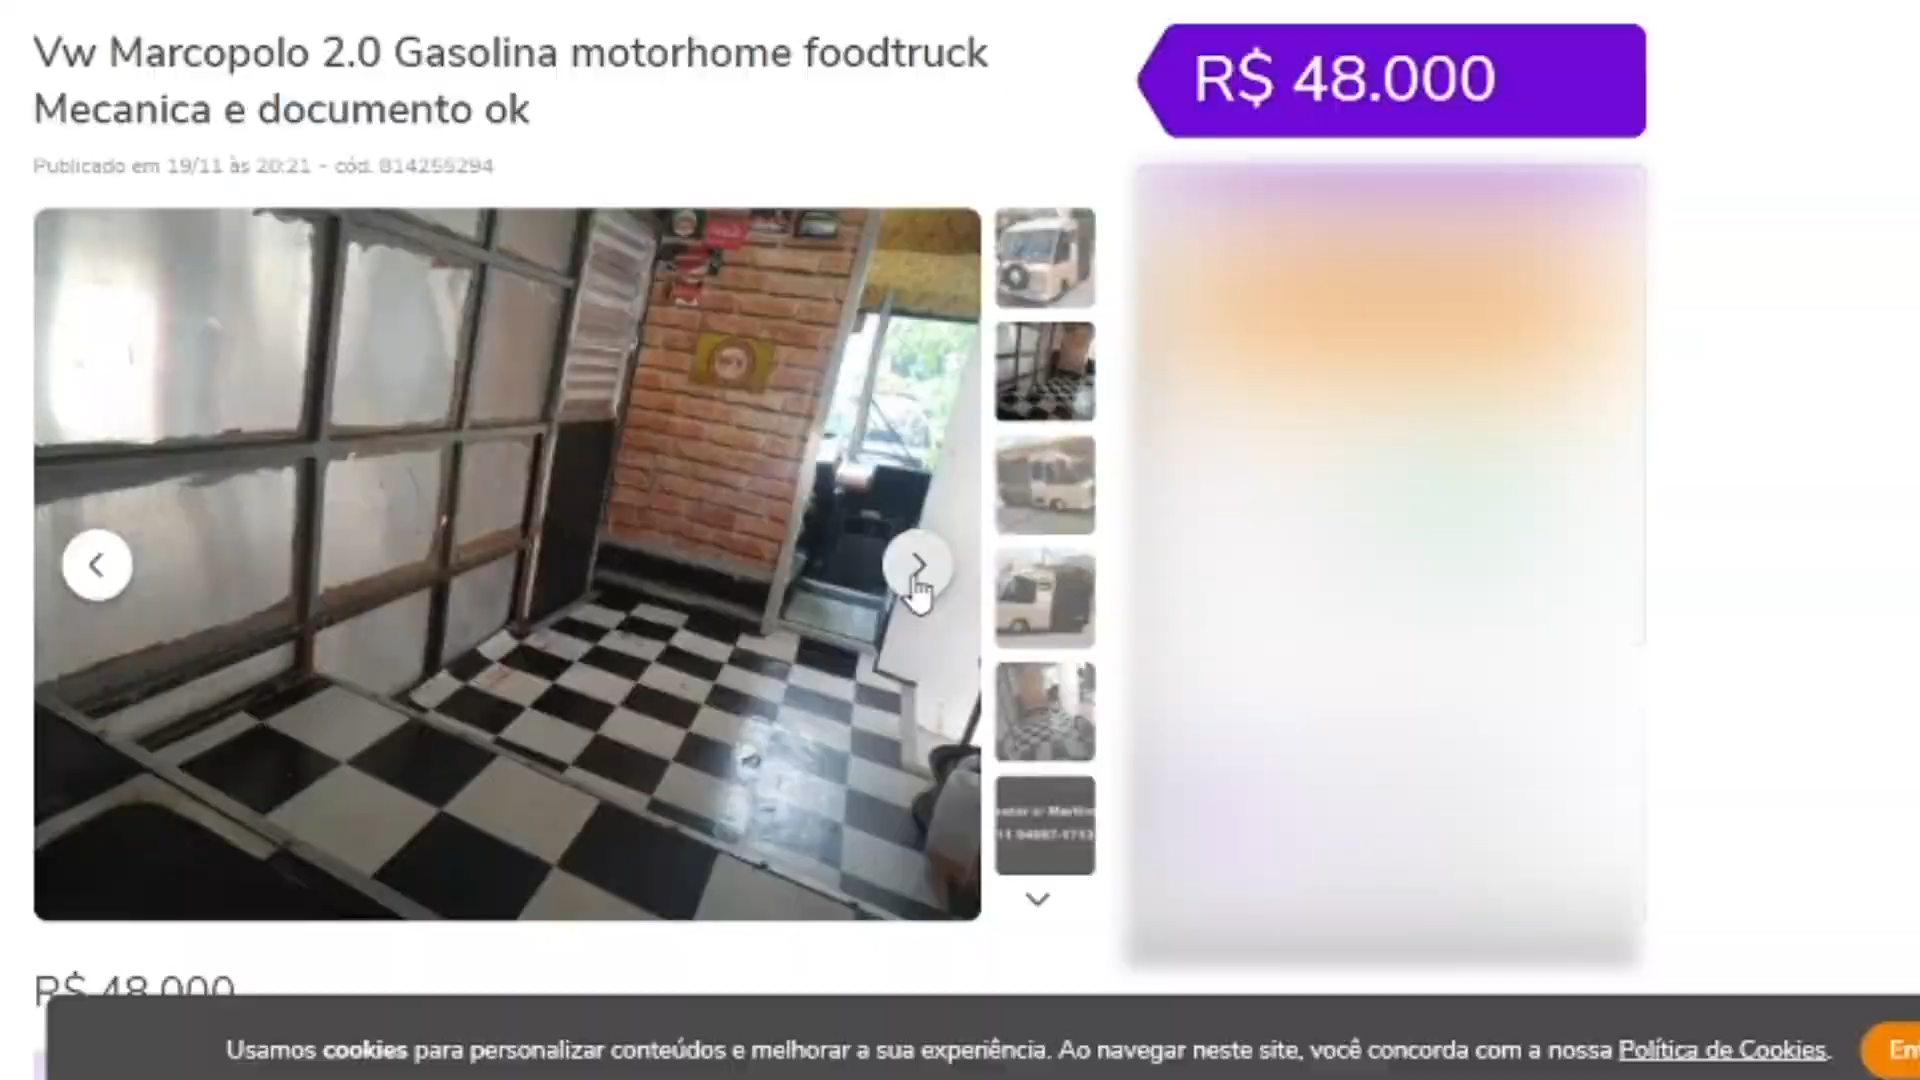 Vw Marcopolo 2.0 Gasolina motorhome foodtruck
Mecanica e documento ok
Publicado em 19/11 às 20:21 - cód. 814255294
R$ 48.000
R$ 48.000
Usamos cookies para personalizar conteúdos e melhorar a sua experiência. Ao navegar neste site, você concorda com a nossa Política de Cookies.